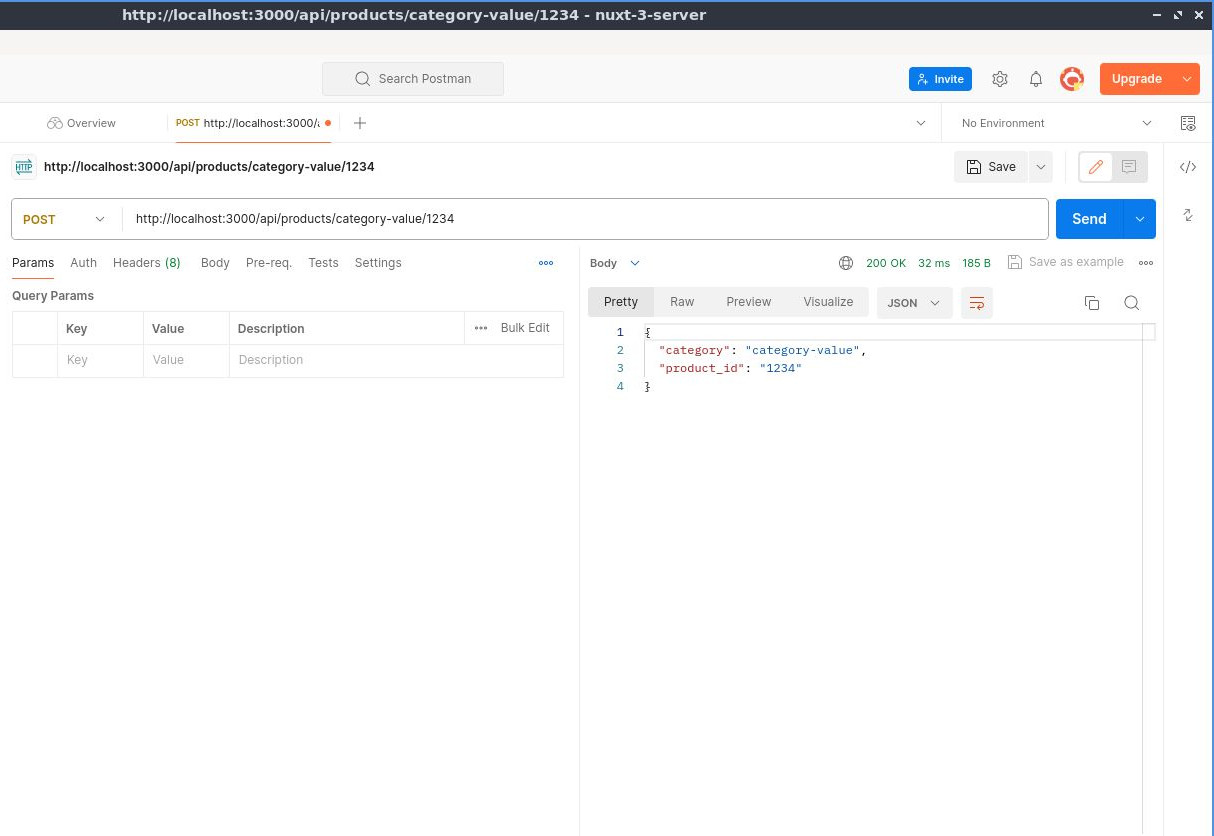 http://localhost:3000/api/products/category-value/1234 - nuxt-3-server
Search Postman
Invite
Upgrade
Overview
POST http://localhost:3000/a
No Environment
HTTP
http://localhost:3000/api/products/category-value/1234
Save
POST
http://localhost:3000/api/products/category-value/1234
Send
Params Auth Headers (8) Body Pre-req. Tests Settings
Body 200 OK 32 ms 185 B Save as example
Query Params
Key Value Description Bulk Edit
Key Value Description
Pretty Raw Preview Visualize JSON
1 {
2 "category": "category-value",
3 "product_id": "1234"
4 }